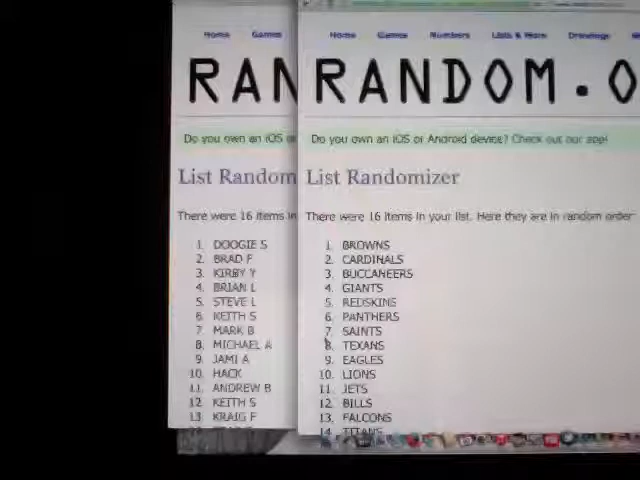 Home Games
RAN
Do you own an iOS or
List Random
There were 16 items in
1. DOOGIE S
2. BRAD F
3. KIRBY Y
4. BRIAN L
5. STEVE L
6. KEITH S
7. MARK B
8. MICHAEL A
9. JAMI A
10. HACK
11. ANDREW B
12. KEITH S
13. KRAIG F
Home Games Numbers Lists & More Drawings
RANDOM.O
Do you own an iOS or Android device? Check out our app!
List Randomizer
There were 16 items in your list. Here they are in random order
1. BROWNS
2. CARDINALS
3. BUCCANEERS
4. GIANTS
5. REDSKINS
6. PANTHERS
7. SAINTS
8. TEXANS
9. EAGLES
10. LIONS
11. JETS
12. BILLS
13. FALCONS
14. TITANS